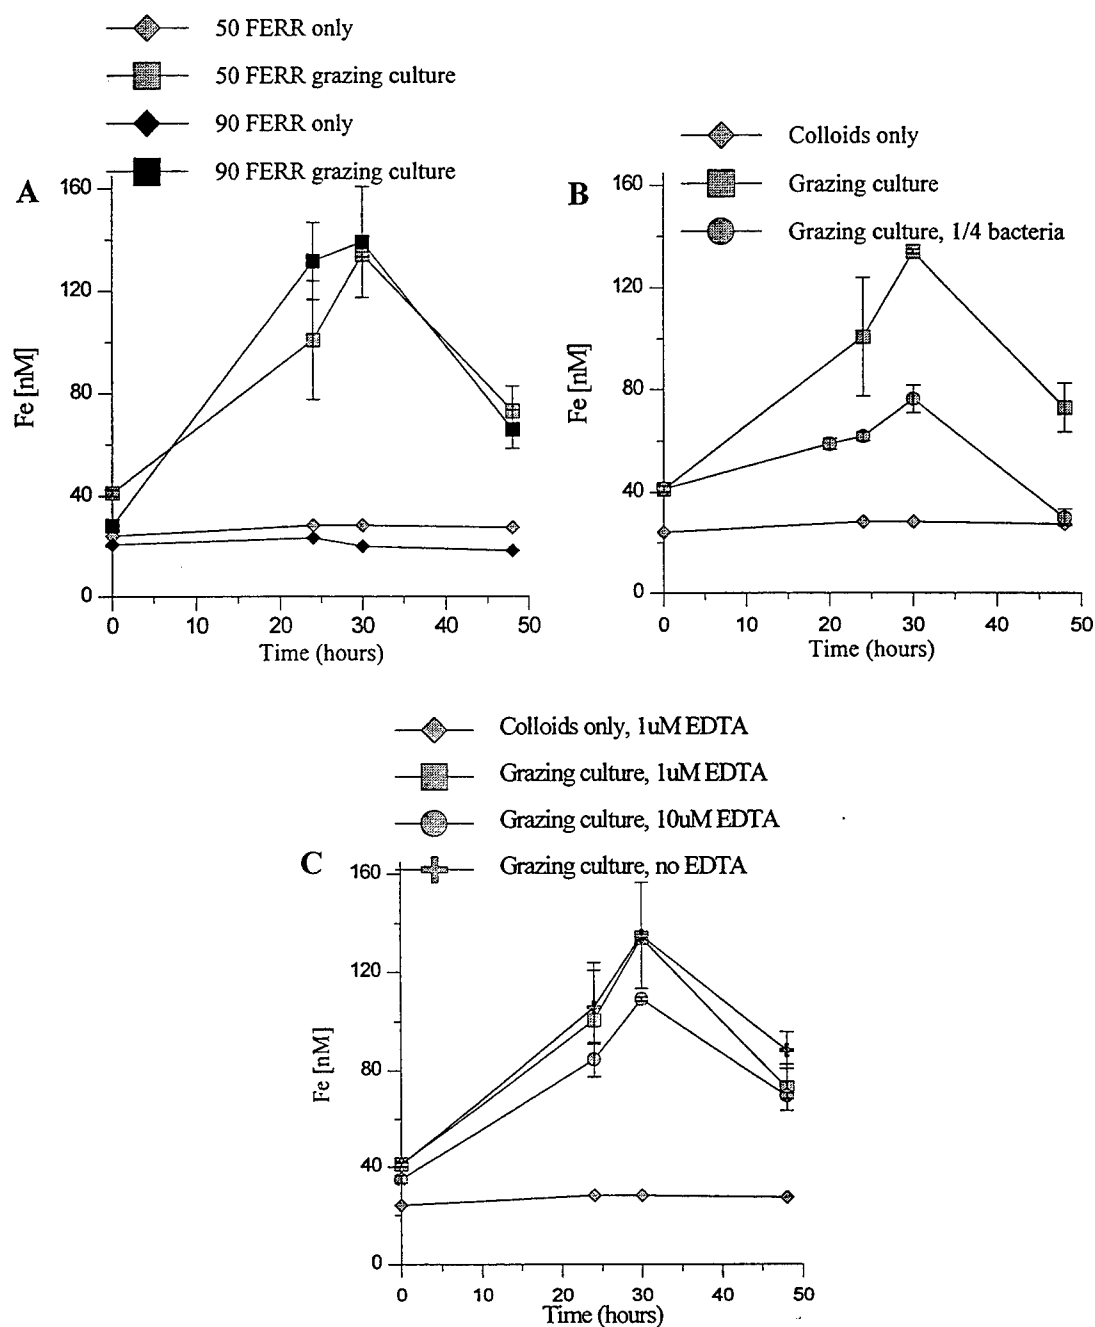 50 FERR only
50 FERR grazing culture
90 FERR only
90 FERR grazing culture
A
160
120
80
40
0
Fe [nM]
0 10 20 30 40 50
Time (hours)
Colloids only
Grazing culture
Grazing culture, 1/4 bacteria
B
160
120
80
40
0
Fe [nM]
0 10 20 30 40 50
Time (hours)
Colloids only, 1uM EDTA
Grazing culture, 1uM EDTA
Grazing culture, 10uM EDTA
Grazing culture, no EDTA
C
160
120
80
40
0
Fe [nM]
0 10 20 30 40 50
Time (hours)